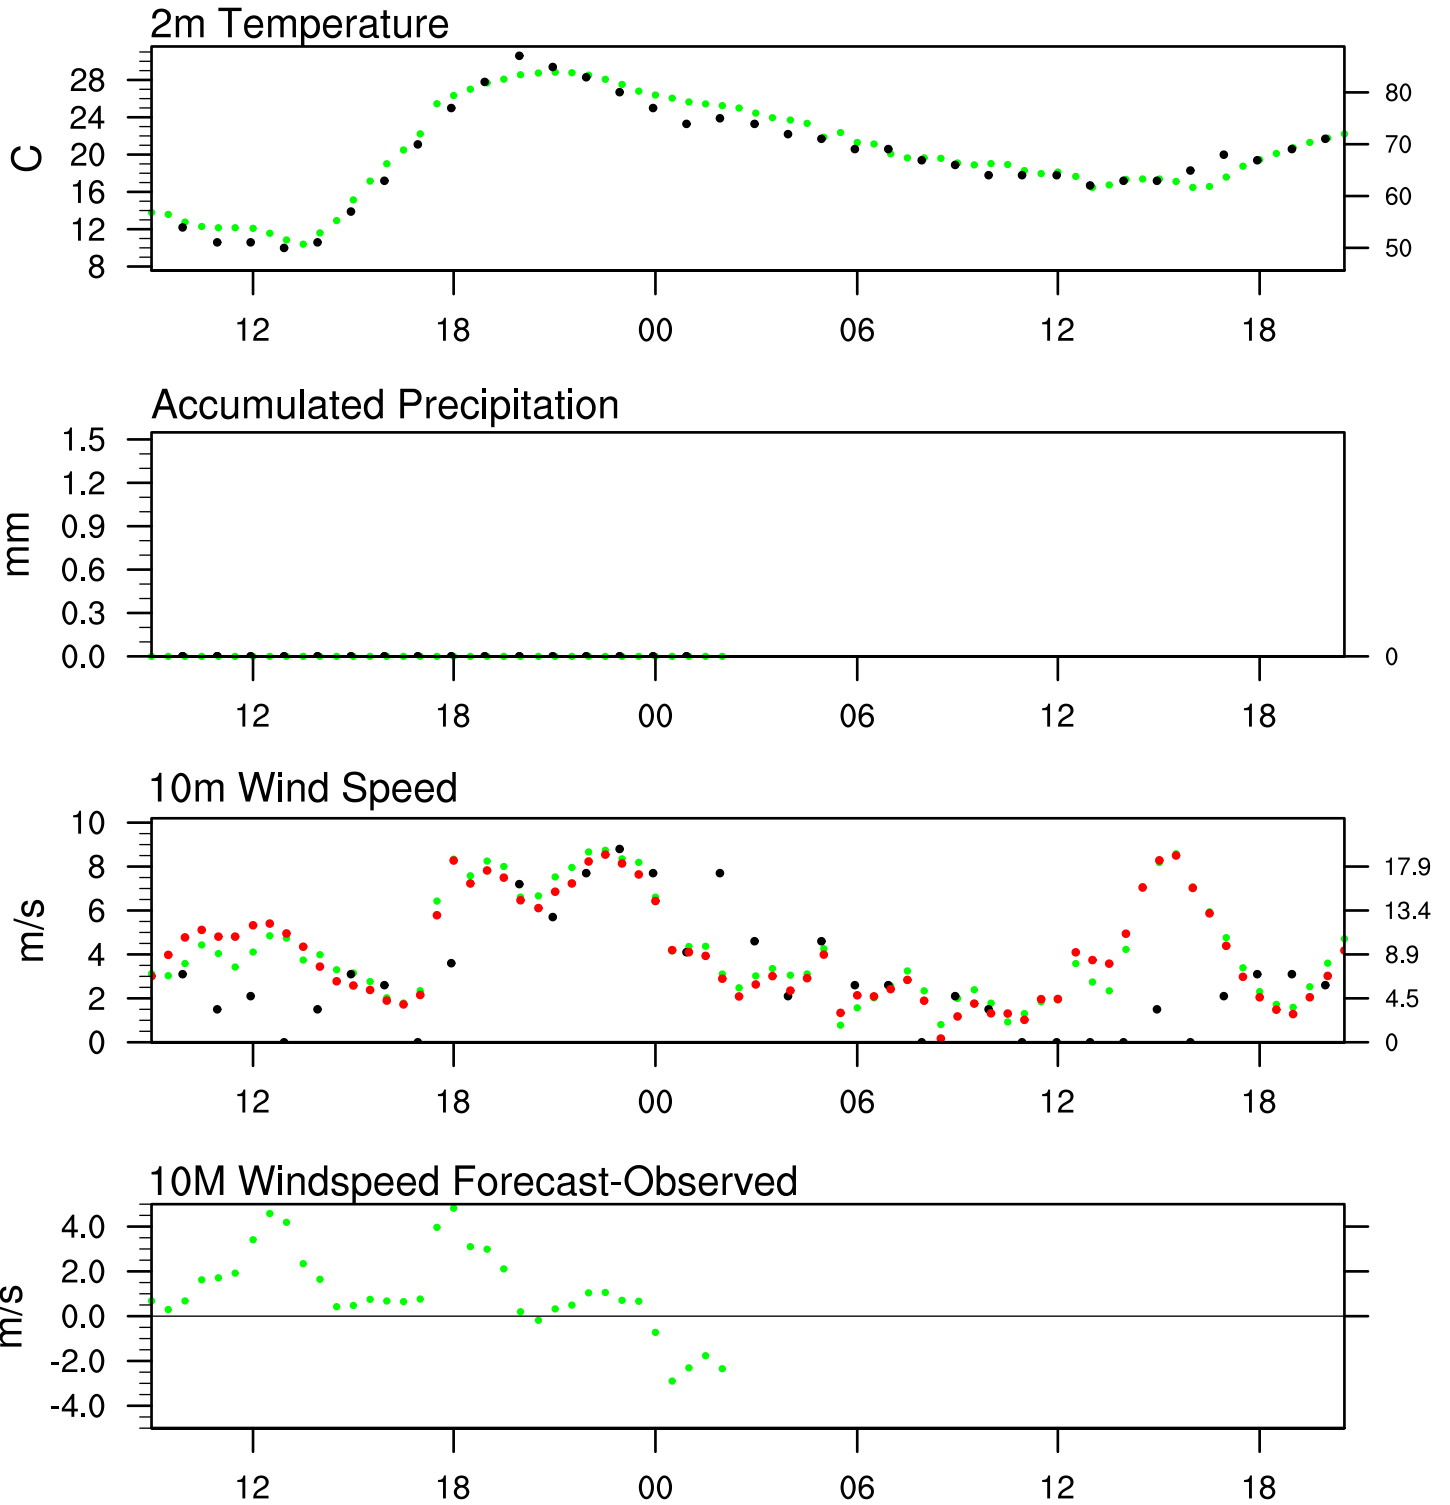 2m Temperature
C
28
24
20
16
12
8
80
70
60
50
12 18 00 06 12 18
Accumulated Precipitation
mm
1.5
1.2
0.9
0.6
0.3
0.0
0
12 18 00 06 12 18
10m Wind Speed
m/s
10
8
6
4
2
0
17.9
13.4
8.9
4.5
0
12 18 00 06 12 18
10M Windspeed Forecast-Observed
m/s
4.0
2.0
0.0
-2.0
-4.0
12 18 00 06 12 18